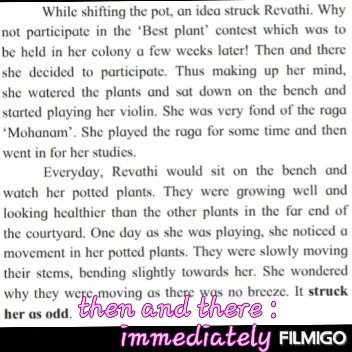 While shifting the pot, an idea struck Revathi. Why
not participate in the 'Best plant' contest which was to
be held in her colony a few weeks later! Then and there
she decided to participate. Thus making up her mind,
she watered the plants and sat down on the bench and
started playing her violin. She was very fond of the raga
'Mohanam'. She played the raga for some time and then
went in for her studies.
Everyday, Revathi would sit on the bench and
watch her potted plants. They were growing well and
looking healthier than the other plants in the far end of
the courtyard. One day as she was playing, she noticed a
movement in her potted plants. They were slowly moving
their stems, bending slightly towards her. She wondered
why they were moving as there was no breeze. It struck
her as odd. then and there :
immediately FILMIGO